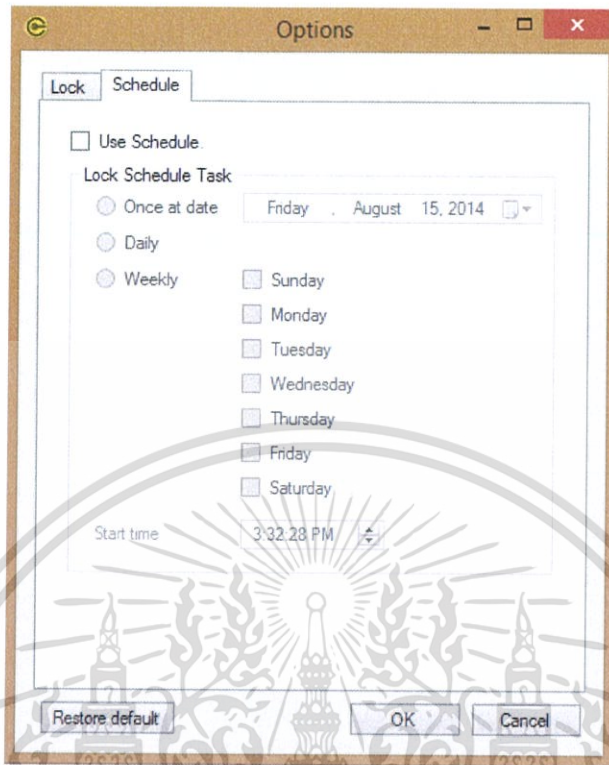 Options
Lock Schedule
Use Schedule
Lock Schedule Task
Once at date Friday , August 15, 2014
Daily
Weekly Sunday
Monday
Tuesday
Wednesday
Thursday
Friday
Saturday
Start time 3:32:28 PM
Restore default OK Cancel